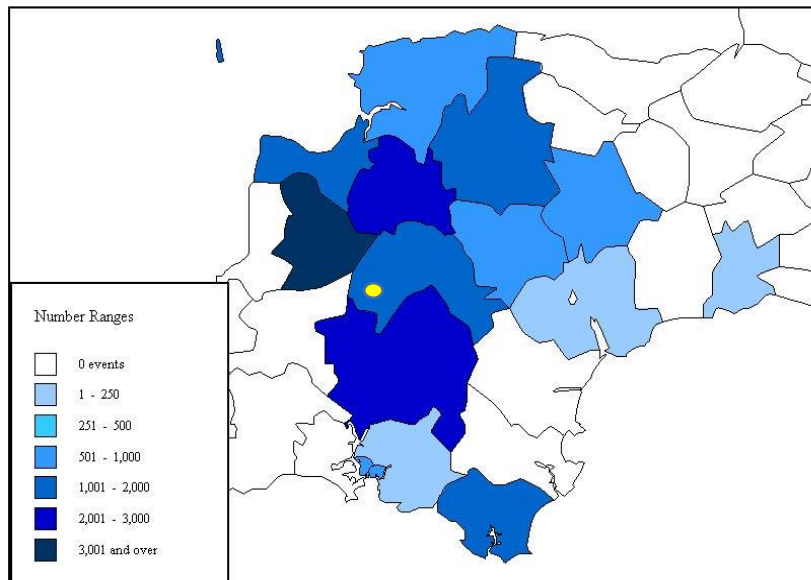 Number Ranges
0 events
1 - 250
251 - 500
501 - 1,000
1,001 - 2,000
2,001 - 3,000
3,001 and over